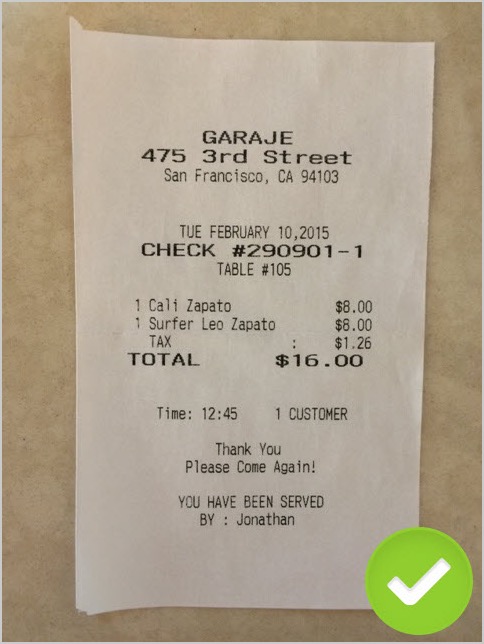 GARAJE
475 3rd Street
San Francisco, CA 94103
TUE FEBRUARY 10,2015
CHECK #290901-1
TABLE #105
1 Cali Zapato $8.00
1 Surfer Leo Zapato $8.00
TAX : $1.26
TOTAL $16.00
Time: 12:45 1 CUSTOMER
Thank You
Please Come Again!
YOU HAVE BEEN SERVED
BY : Jonathan